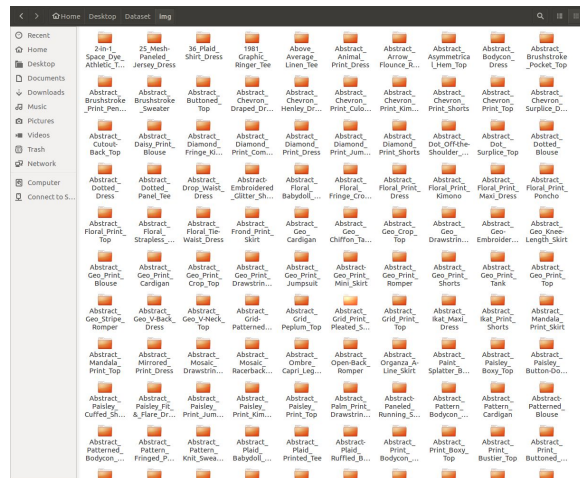 Home Desktop Dataset img
Recent
Home
Desktop
Documents
Downloads
Music
Pictures
Videos
Trash
Network
Computer
Connect to S...
2-in-1_ 25_Mesh- 36_Plaid_ 1981_ Above_ Abstract_ Abstract_ Abstract_ Abstract_ Abstract_
Space_Dye_ Paneled_ Shirt_Dress Graphic_ Average_ Animal_ Arrow_ Asymmetrica Bodycon_ Brushstroke
Athletic_T... Jersey_Dress Ringer_Tee Linen_Tee Print_Dress Flounce_R... l_Hem_Top Dress _Pocket_Top
Abstract_ Abstract_ Abstract_ Abstract_ Abstract_ Abstract_ Abstract_ Abstract_ Abstract_ Abstract_
Brushstroke Brushstroke Buttoned_ Chevron_ Chevron_ Chevron_ Chevron_ Chevron_ Chevron_ Chevron_
_Print_Pen... _Sweater Top Draped_Dr... Henley_Dr... Print_Culo... Print_Kim... Print_Shorts Print_Top Surplice_D...
Abstract_ Abstract_ Abstract_ Abstract_ Abstract_ Abstract_ Abstract_ Abstract_ Abstract_ Abstract_
Cutout- Daisy_Print_ Diamond_ Diamond_ Diamond_ Diamond_ Diamond_ Dot_Off-the- Dot_ Dotted_
Back_Top Blouse Fringe_Ki... Print_Com... Print_Dress Print_Jum... Print_Shorts Shoulder_... Surplice_Top Blouse
Abstract_ Abstract_ Abstract_ Abstract- Abstract_ Abstract_ Abstract_ Abstract_ Abstract_ Abstract_
Dotted_ Dotted_ Drop_Waist_ Embroidered Floral_ Floral_ Floral_Print_ Floral_Print_ Floral_Print_ Floral_Print_
Dress Panel_Tee Dress _Glitter_Sh... Babydoll_... Fringe_Cro... Dress Kimono Maxi_Dress Poncho
Abstract_ Abstract_ Abstract_ Abstract_ Abstract_ Abstract_ Abstract_ Abstract_ Abstract_ Abstract_
Floral_Print_ Floral_ Floral_Tie- Frond_Print_ Geo_ Geo_ Geo_Crop_ Geo_ Geo- Geo_Knee-
Top Strapless_... Waist_Dress Skirt Cardigan Chiffon_Ta... Top Drawstrin... Embroider... Length_Skirt
Abstract_ Abstract_ Abstract_ Abstract_ Abstract_ Abstract- Abstract_ Abstract_ Abstract_ Abstract_
Geo_Print_ Geo_Print_ Geo_Print_ Geo_Print_ Geo_Print_ Geo_Print_ Geo_Print_ Geo_Print_ Geo_Print_ Geo_Print_
Blouse Cardigan Crop_Top Drawstrin... Jumpsuit Mini_Skirt Romper Shorts Tank Top
Abstract_ Abstract_ Abstract_ Abstract_ Abstract_ Abstract_ Abstract_ Abstract_ Abstract_ Abstract_
Geo_Stripe_ Geo_V-Back_ Geo_V-Neck_ Grid- Grid_ Grid_Print_ Grid_Print_ Ikat_Maxi_ Ikat_Print_ Mandala_
Romper Dress Top Patterned... Peplum_Top Pleated_S... Top Dress Shorts Print_Skirt
Abstract_ Abstract_ Abstract_ Abstract_ Abstract_ Abstract_ Abstract_ Abstract_ Abstract_ Abstract_
Mandala_ Mirrored_ Mosaic_ Mosaic_ Ombre_ Open-Back_ Organza_A- Paint_ Paisley_ Paisley_
Print_Top Print_Dress Drawstrin... Racerback... Capri_Leg... Romper Line_Skirt Splatter_B... Boxy_Top Button-Do...
Abstract_ Abstract_ Abstract_ Abstract_ Abstract_ Abstract_ Abstract- Abstract_ Abstract_ Abstract-
Paisley_ Paisley_Fit_ Paisley_ Paisley_ Paisley_ Palm_Print_ Paneled_ Pattern_ Pattern_ Patterned_
Cuffed_Sh... &_Flare_Dr... Print_Jum... Print_Kim... Print_Top Drawstrin... Running_S... Bodycon_... Cardigan Blouse
Abstract_ Abstract_ Abstract_ Abstract_ Abstract_ Abstract- Abstract_ Abstract_ Abstract_ Abstract_
Patterned_ Pattern_ Pattern_ Plaid_ Plaid_ Plaid_ Print_ Print_Boxy_ Print_ Print_
Bodycon_... Fringed_P... Knit_Swea... Babydoll_... Printed_Tee Ruffled_B... Bodycon_... Top Bustier_Top Buttoned_...